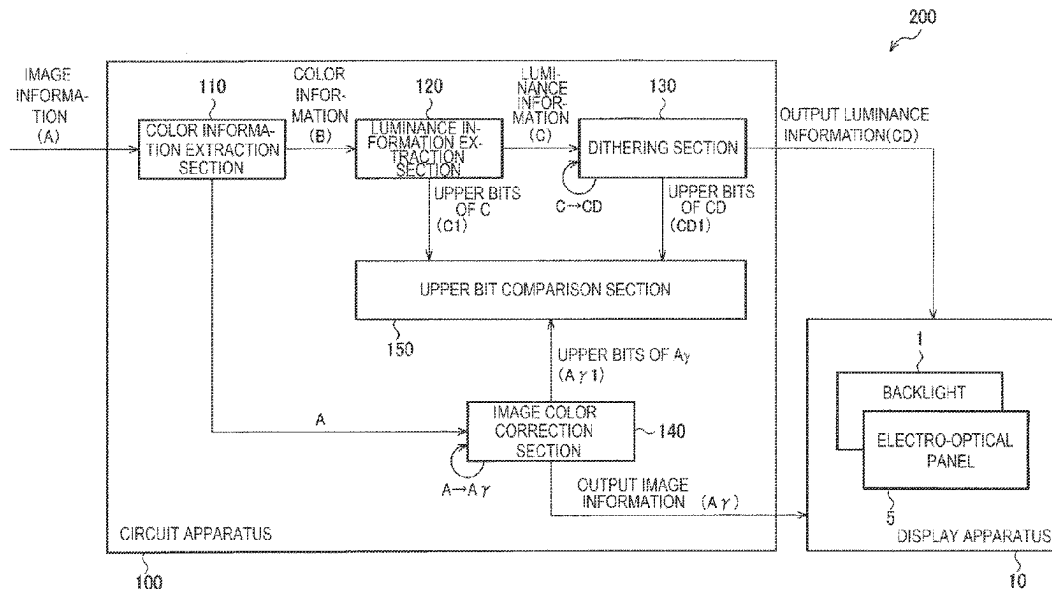 200
IMAGE
INFORMA-
TION
(A)
110
COLOR INFORMA-
TION EXTRACTION
SECTION
COLOR
INFOR-
MATION
(B)
120
LUMINANCE IN-
FORMATION EX-
TRACTION
SECTION
LUMI-
NANCE
INFOR-
MATION
(C)
130
DITHERING SECTION
OUTPUT LUMINANCE
INFORMATION(CD)
C→CD
UPPER BITS
OF C
(C1)
UPPER BITS
OF CD
(CD1)
UPPER BIT COMPARISON SECTION
150
UPPER BITS OF Aγ
(Aγ1)
A
IMAGE COLOR
CORRECTION
SECTION
140
A→Aγ
OUTPUT IMAGE
INFORMATION (Aγ)
1
BACKLIGHT
ELECTRO-OPTICAL
PANEL
5
CIRCUIT APPARATUS
100
DISPLAY APPARATUS
10